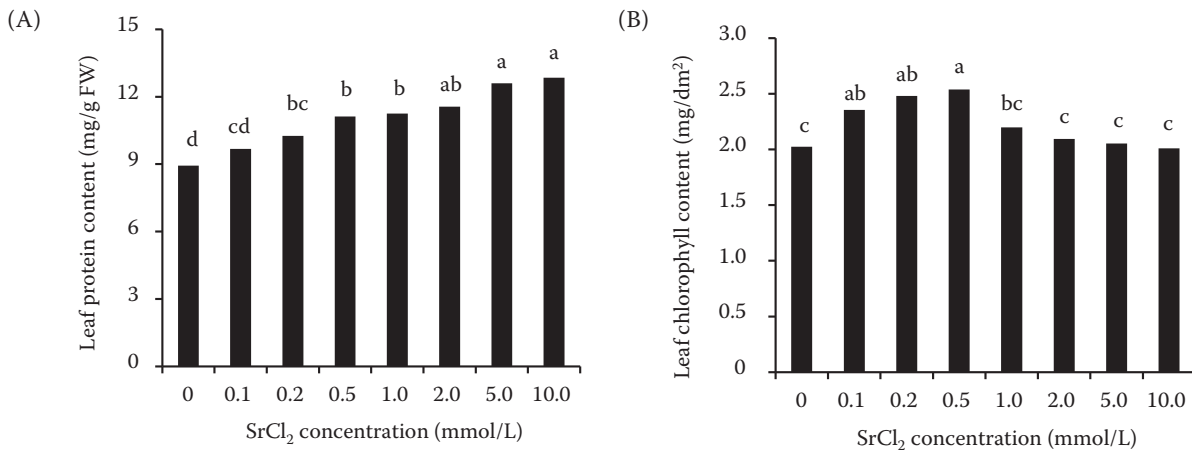 (A)
Leaf protein content (mg/g FW)
15
12
9
6
3
0
d cd bc b b ab a a
0 0.1 0.2 0.5 1.0 2.0 5.0 10.0
SrCl₂ concentration (mmol/L)
(B)
Leaf chlorophyll content (mg/dm²)
3.0
2.5
2.0
1.5
1.0
0.5
0
c ab ab a bc c c c
0 0.1 0.2 0.5 1.0 2.0 5.0 10.0
SrCl₂ concentration (mmol/L)